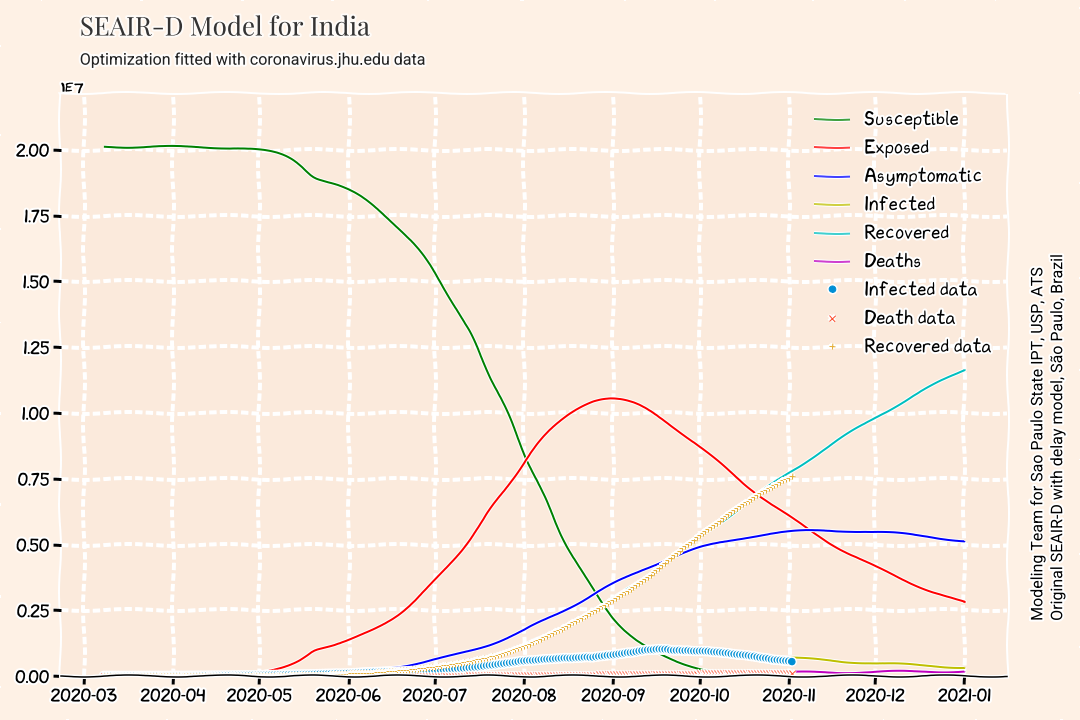 SEAIR-D Model for India
Optimization fitted with coronavirus.jhu.edu data
1E7
2.00
1.75
1.50
1.25
1.00
0.75
0.50
0.25
0.00
2020-03 2020-04 2020-05 2020-06 2020-07 2020-08 2020-09 2020-10 2020-11 2020-12 2021-01
Susceptible
Exposed
Asymptomatic
Infected
Recovered
Deaths
Infected data
Death data
Recovered data
Modeling Team for Sao Paulo State IPT, USP, ATS
Original SEAIR-D with delay model, São Paulo, Brazil